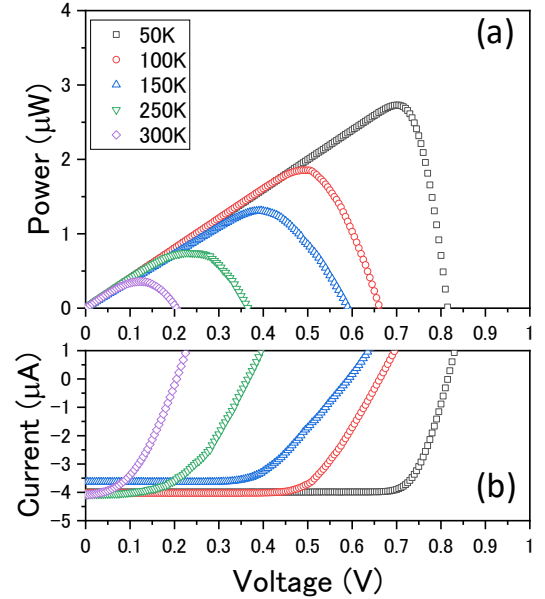 4
3
2
1
0
Power (μW)
50K
100K
150K
250K
300K
(a)
0 0.1 0.2 0.3 0.4 0.5 0.6 0.7 0.8 0.9 1
1
0
-1
-2
-3
-4
-5
Current (μA)
(b)
0 0.1 0.2 0.3 0.4 0.5 0.6 0.7 0.8 0.9 1
Voltage (V)